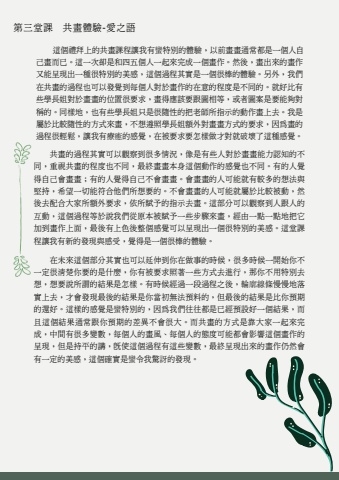 第三堂課　共畫體驗-愛之語
這個禮拜上的共畫課程讓我有蠻特別的體驗，以前畫畫通常都是一個人自
己畫而已。這一次卻是和四五個人一起來完成一個畫作。然後，畫出來的畫作
又能呈現出一種很特別的美感。這個過程其實是一個很棒的體驗。另外，我們
在共畫的過程也可以發覺到每個人對於畫作的在意的程度是不同的。就好比有
些學長姐對於畫畫的位置很要求，畫得應該要跟圖相等，或者圖案是要能夠對
稱的。同樣地，也有些學長姐只是很隨性的把老師所指示的動作畫上去。我是
屬於比較隨性的方式來畫，不想遵照學長姐額外對畫畫方式的要求，因爲畫的
過程很輕鬆，讓我有療癒的感覺。在被要求要怎樣做才對就破壞了這種感覺。
共畫的過程其實可以觀察到很多情況，像是有些人對於畫畫能力認知的不
同，重視共畫的程度也不同，最終畫畫本身這個動作的感覺也不同。有的人覺
得自己會畫畫；有的人覺得自己不會畫畫。會畫畫的人可能就有較多的想法與
堅持，希望一切能符合他們所想要的。不會畫畫的人可能就屬於比較被動，然
後去配合大家所額外要求，依所賦予的指示去畫。這部分可以觀察到人跟人的
互動。這個過程等於說我們從原本被賦予一些步驟來畫，經由一點一點地把它
加到畫作上面，最後有上色後整個感覺可以呈現出一個很特別的美感。這堂課
程讓我有新的發現與感受，覺得是一個很棒的體驗。
在未來這個部分其實也可以延伸到你在做事的時候，很多時候一開始你不
一定很清楚你要的是什麼，你有被要求照著一些方式去進行，那你不用特別去
想，想要說所謂的結果是怎樣。有時候經過一段過程之後，輪廓線條慢慢地落
實上去，才會發現最後的結果是你當初無法預料的，但最後的結果是比你預期
的還好。這樣的感覺是蠻特別的，因爲我們往往都是已經預設好一個結果，而
且這個結果通常跟你預期的差異不會很大。而共畫的方式是靠大家一起來完
成，中間有很多變數，每個人的畫風、每個人的態度可能都會影響這個畫作的
呈現，但是持平的講，既使這個過程有這些變數，最終呈現出來的畫作仍然會
有一定的美感，這個確實是蠻令我驚訝的發現。